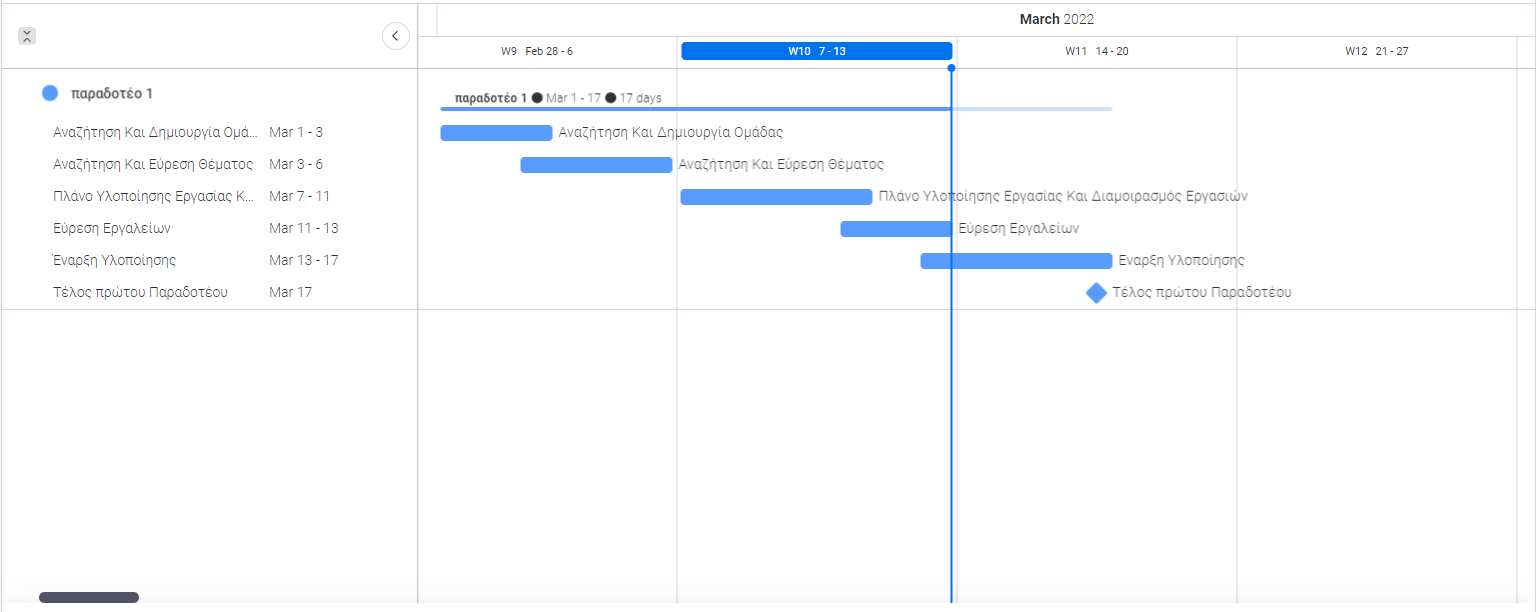 March 2022
W9 Feb 28 - 6
W10 7 - 13
W11 14 - 20
W12 21 - 27
παραδοτέο 1
παραδοτέο 1 ● Mar 1 - 17 ● 17 days
Αναζήτηση Και Δημιουργία Ομά... Mar 1 - 3
Αναζήτηση Και Δημιουργία Ομάδας
Αναζήτηση Και Εύρεση Θέματος Mar 3 - 6
Αναζήτηση Και Εύρεση Θέματος
Πλάνο Υλοποίησης Εργασίας Κ... Mar 7 - 11
Πλάνο Υλοποίησης Εργασίας Και Διαμοιρασμός Εργασιών
Εύρεση Εργαλείων Mar 11 - 13
Εύρεση Εργαλείων
Έναρξη Υλοποίησης Mar 13 - 17
Έναρξη Υλοποίησης
Τέλος πρώτου Παραδοτέου Mar 17
Τέλος πρώτου Παραδοτέου